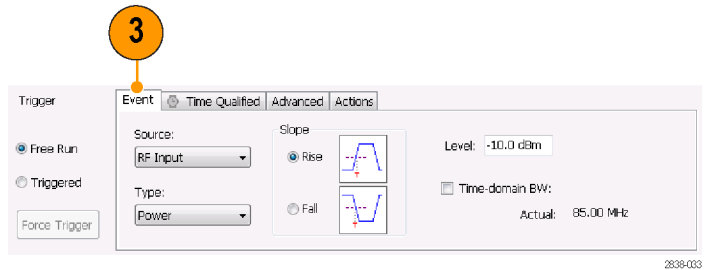 3
Trigger
Event Time Qualified Advanced Actions
Free Run
Triggered
Force Trigger
Source:
RF Input
Type:
Power
Slope
Rise
Fall
Level: -10.0 dBm
Time-domain BW:
Actual: 85.00 MHz
2838-033